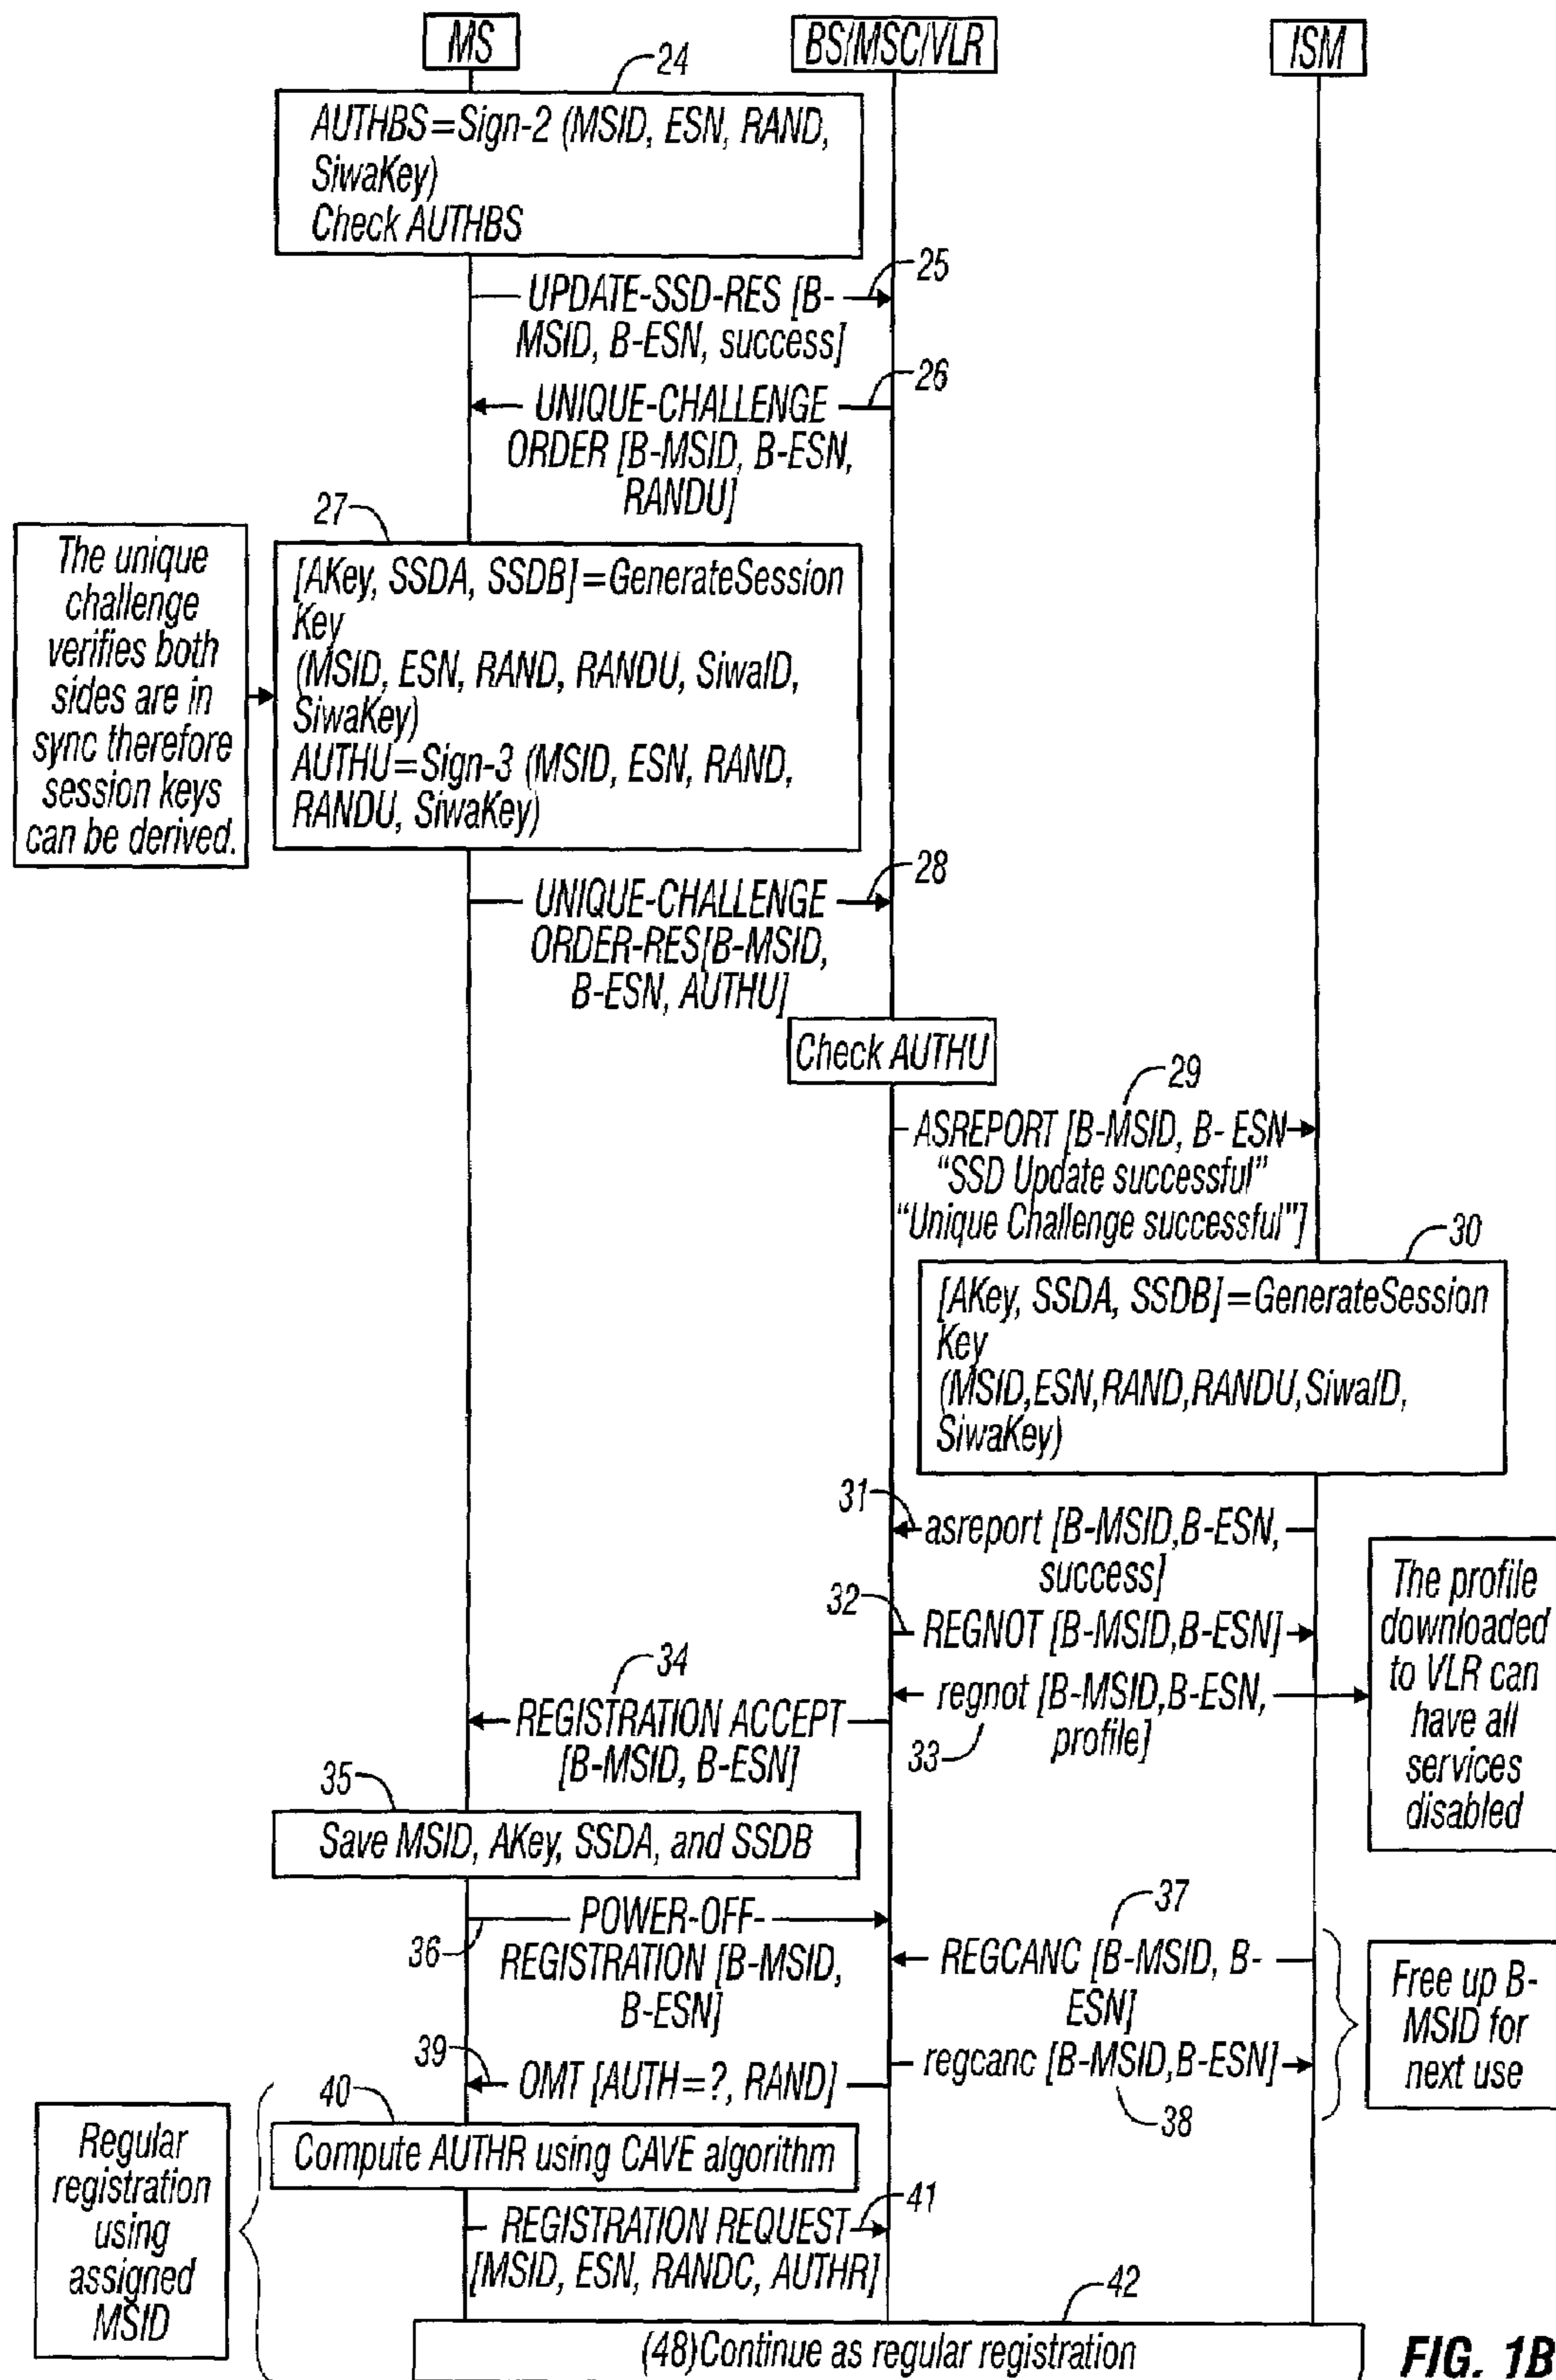 MS
BS/MSC/VLR
ISM
24
AUTHBS=Sign-2 (MSID, ESN, RAND,
SiwaKey)
Check AUTHBS
25
UPDATE-SSD-RES [B-
MSID, B-ESN, success]
26
UNIQUE-CHALLENGE
ORDER [B-MSID, B-ESN,
RANDU]
27
The unique
challenge
verifies both
sides are in
sync therefore
session keys
can be derived.
[AKey, SSDA, SSDB]=GenerateSession
Key
(MSID, ESN, RAND, RANDU, SiwaID,
SiwaKey)
AUTHU=Sign-3 (MSID, ESN, RAND,
RANDU, SiwaKey)
28
UNIQUE-CHALLENGE
ORDER-RES[B-MSID,
B-ESN, AUTHU]
Check AUTHU
29
ASREPORT [B-MSID, B- ESN
“SSD Update successful”
“Unique Challenge successful”]
30
[AKey, SSDA, SSDB]=GenerateSession
Key
(MSID,ESN,RAND,RANDU,SiwaID,
SiwaKey)
31
asreport [B-MSID,B-ESN,
success]
32
REGNOT [B-MSID,B-ESN]
The profile
downloaded
to VLR can
have all
services
disabled
33
regnot [B-MSID,B-ESN,
profile]
34
REGISTRATION ACCEPT
[B-MSID, B-ESN]
35
Save MSID, AKey, SSDA, and SSDB
36
POWER-OFF-
REGISTRATION [B-MSID,
B-ESN]
37
REGCANC [B-MSID, B-
ESN]
Free up B-
MSID for
next use
regcanc [B-MSID,B-ESN]
38
39
OMT [AUTH=?, RAND]
40
Compute AUTHR using CAVE algorithm
Regular
registration
using
assigned
MSID
41
REGISTRATION REQUEST
[MSID, ESN, RANDC, AUTHR]
42
(48)Continue as regular registration
FIG. 1B